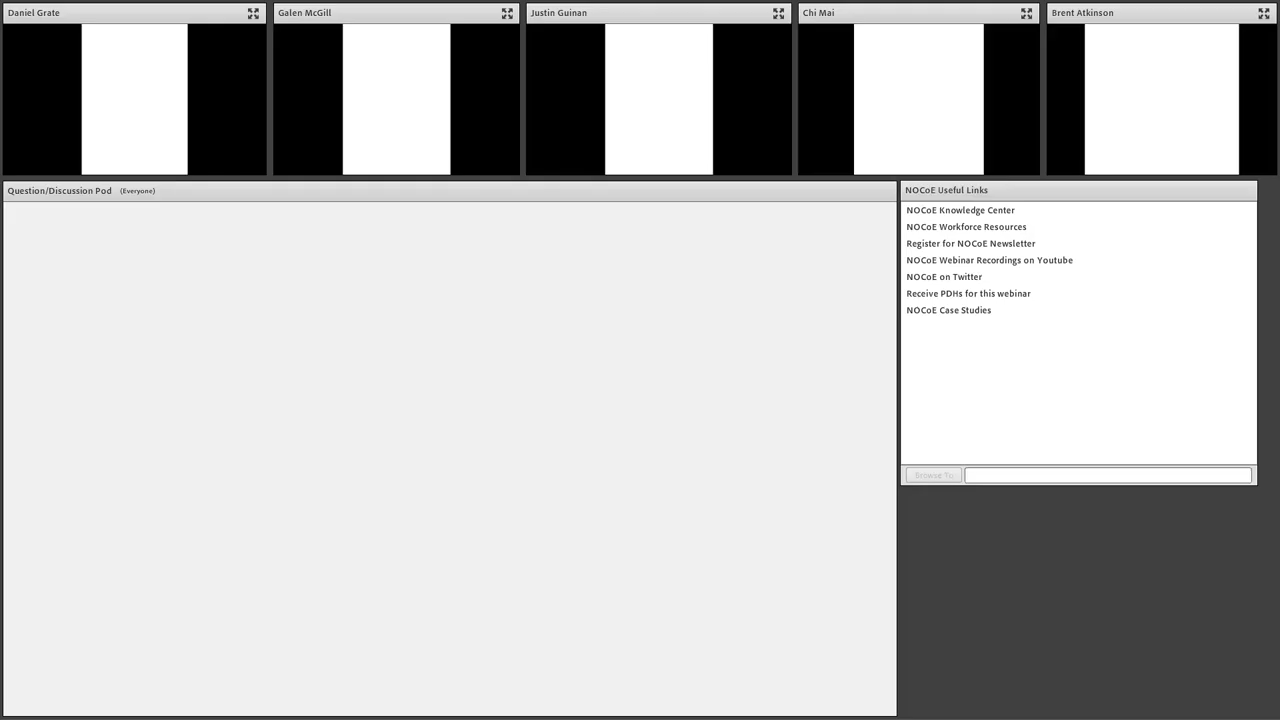 Daniel Grate
Galen McGill
Justin Guinan
Chi Mai
Brent Atkinson
Question/Discussion Pod (Everyone)
NOCoE Useful Links
NOCoE Knowledge Center
NOCoE Workforce Resources
Register for NOCoE Newsletter
NOCoE Webinar Recordings on Youtube
NOCoE on Twitter
Receive PDHs for this webinar
NOCoE Case Studies
Browse To